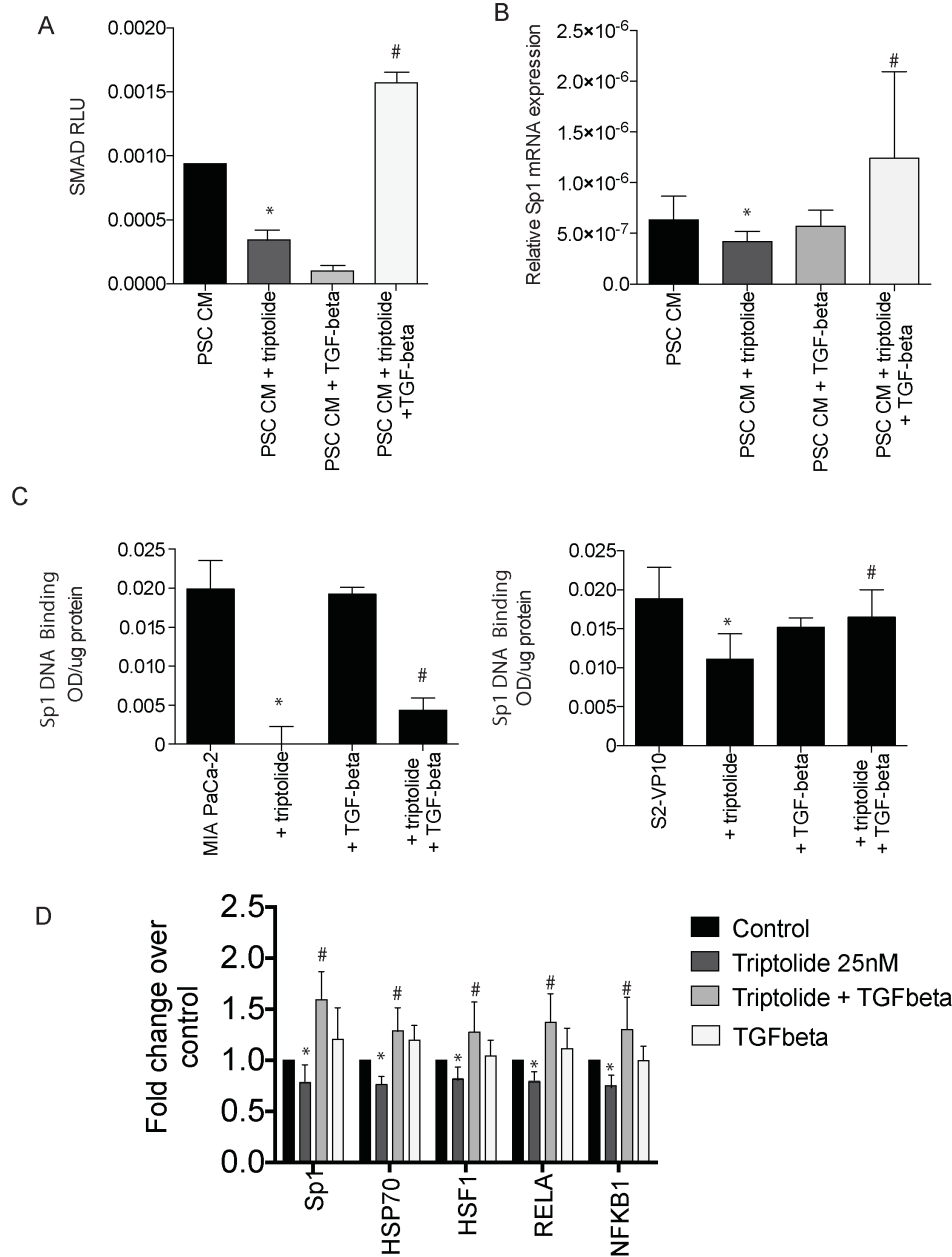 A
SMAD RLU
0.0020
0.0015
0.0010
0.0005
0.0000
*
#
PSC CM
PSC CM + triptolide
PSC CM + TGF-beta
PSC CM + triptolide
+TGF-beta
B
Relative Sp1 mRNA expression
2.5×10-6
2.0×10-6
1.5×10-6
1.0×10-6
5.0×10-7
0.0
*
#
PSC CM
PSC CM + triptolide
PSC CM + TGF-beta
PSC CM + triptolide
+ TGF-beta
C
Sp1 DNA Binding
OD/ug protein
0.025
0.020
0.015
0.010
0.005
0
*
#
MIA PaCa-2
+ triptolide
+ TGF-beta
+ triptolide
+ TGF-beta
Sp1 DNA Binding
OD/ug protein
0.025
0.020
0.015
0.010
0.005
0
*
#
S2-VP10
+ triptolide
+ TGF-beta
+ triptolide
+ TGF-beta
D
Fold change over
control
2.5
2.0
1.5
1.0
0.5
0.0
* # * # * # * # * #
Sp1
HSP70
HSF1
RELA
NFKB1
Control
Triptolide 25nM
Triptolide + TGFbeta
TGFbeta